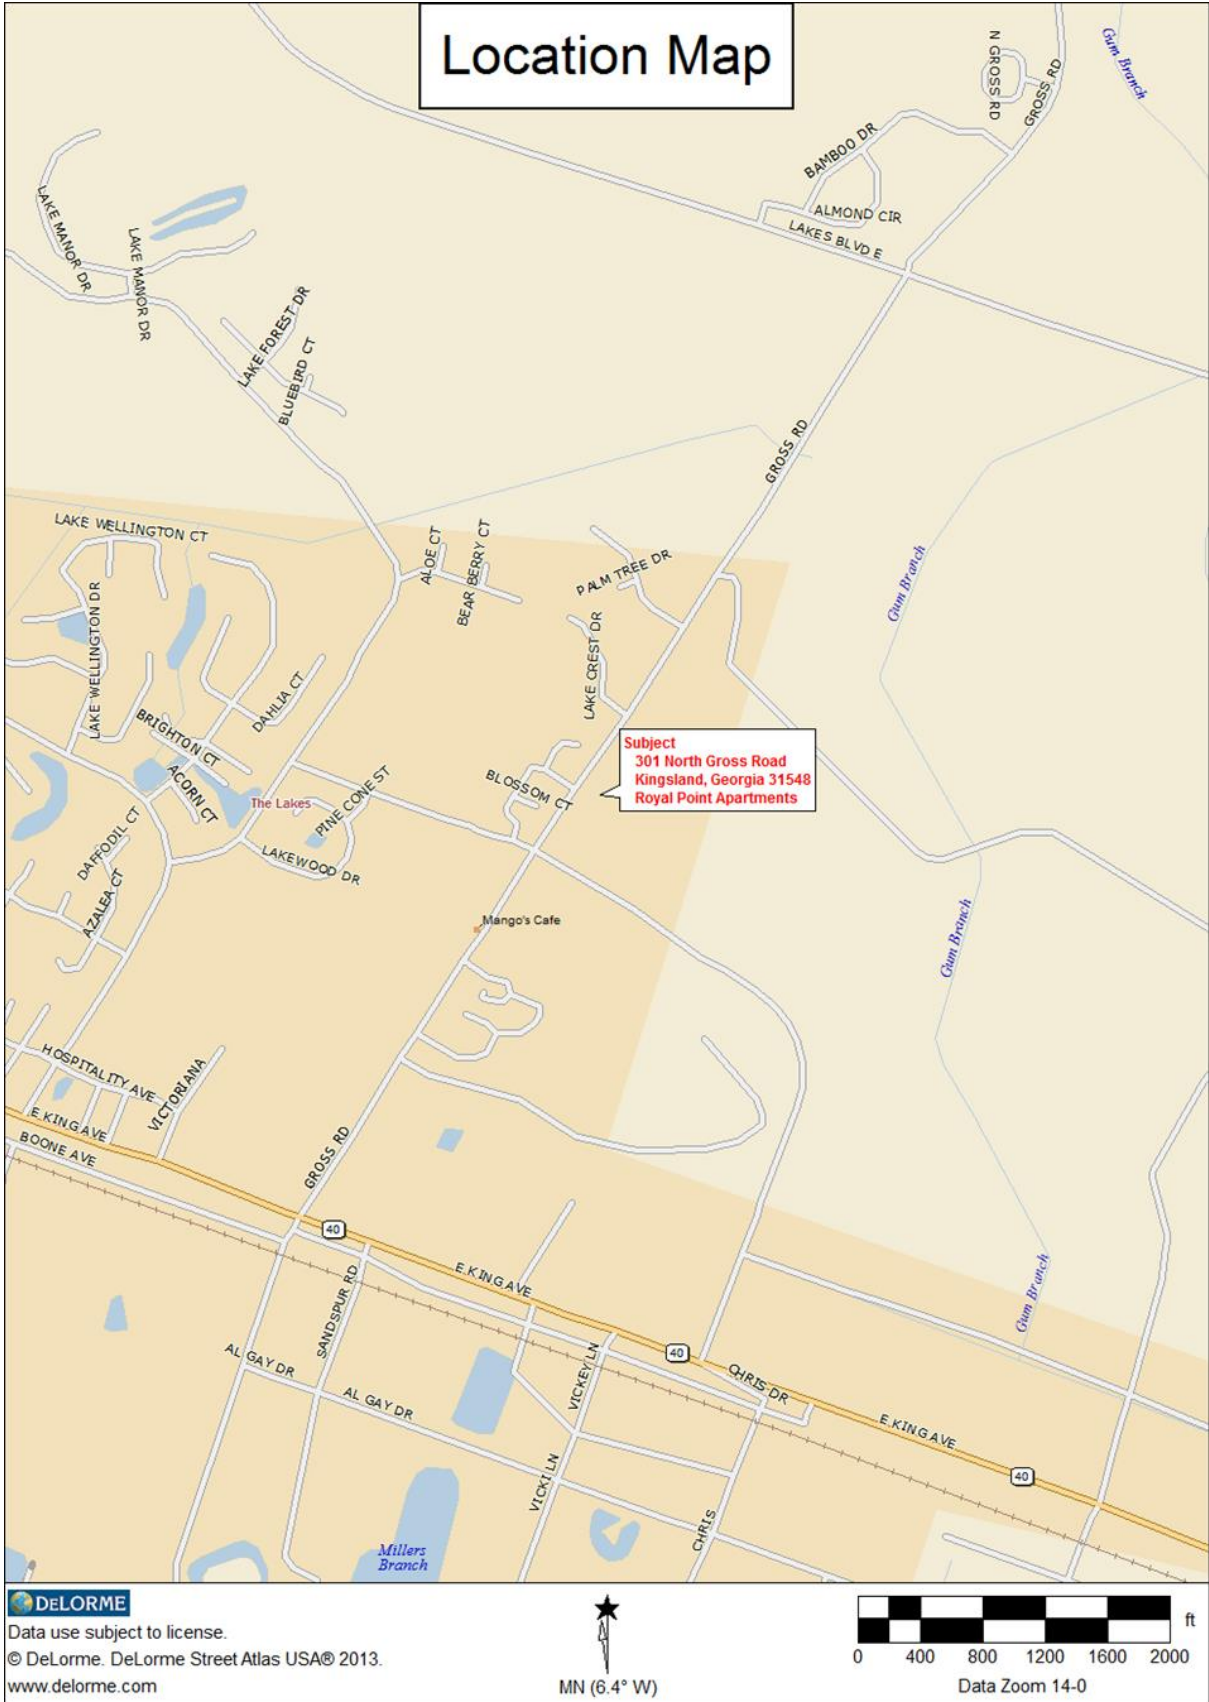 Location Map
N GROSS RD
GROSS RD
Gum Branch
BAMBOO DR
ALMOND CIR
LAKES BLVD E
LAKE MANOR DR
LAKE MANOR DR
LAKE FOREST DR
BLUEBIRD CT
GROSS RD
LAKE WELLINGTON CT
ALOE CT
BEAR BERRY CT
PALM TREE DR
Gum Branch
LAKE WELLINGTON DR
LAKE CREST DR
DAHLIA CT
BRIGHTON CT
ACORN CT
The Lakes
PINE CONE ST
BLOSSOM CT
Subject
301 North Gross Road
Kingsland, Georgia 31548
Royal Point Apartments
DAFFODIL CT
LAKEWOOD DR
AZALEA CT
Mango's Cafe
Gum Branch
HOSPITALITY AVE
VICTORIANA
E KING AVE
BOONE AVE
GROSS RD
40
E KING AVE
SANDSPUR RD
Gum Branch
AL GAY DR
AL GAY DR
VICKEY LN
40
CHRIS DR
E KING AVE
40
VICKI LN
CHRIS
Millers
Branch
DELORME
Data use subject to license.
© DeLorme. DeLorme Street Atlas USA® 2013.
www.delorme.com
MN (6.4° W)
ft
0 400 800 1200 1600 2000
Data Zoom 14-0